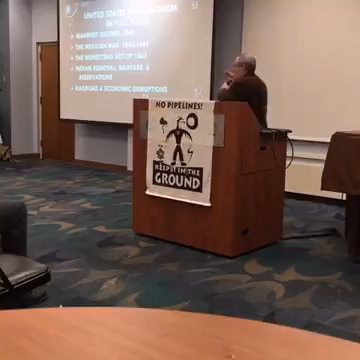 UNITED STATES EXPANSIONISM
IN FULL FORCE
MANIFEST DESTINY, 1845
THE MEXICAN WAR, 1846-1848
THE HOMESTEAD ACT OF 1862
INDIAN REMOVAL, WARFARE, &
RESERVATIONS
RAILROAD & ECONOMIC DISRUPTIONS
NO PIPELINES!
KEEP IT IN THE
GROUND